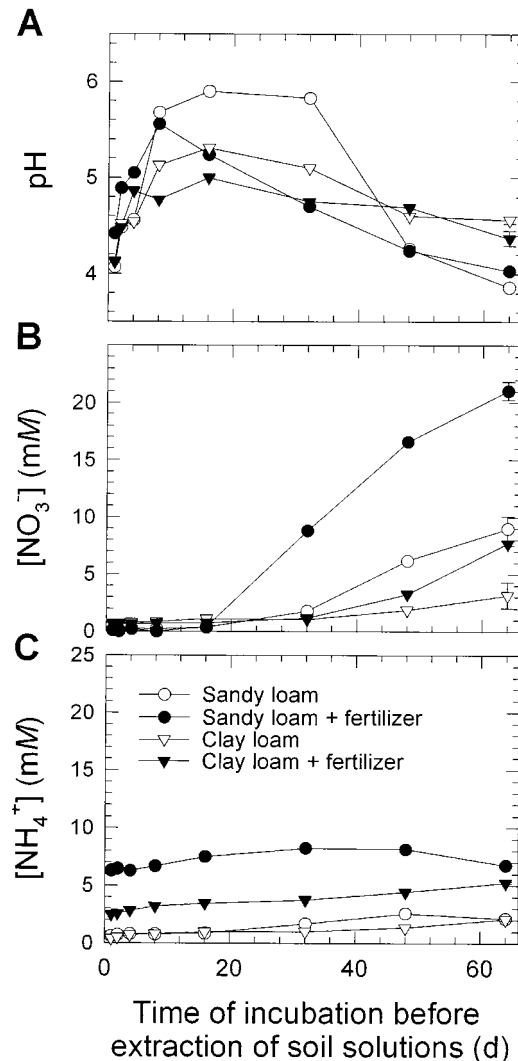 A
6
5
4
pH
B
20
15
10
5
0
[NO₃⁻] (mM)
C
25
20
15
10
5
0
[NH₄⁺] (mM)
Sandy loam
Sandy loam + fertilizer
Clay loam
Clay loam + fertilizer
0 20 40 60
Time of incubation before
extraction of soil solutions (d)